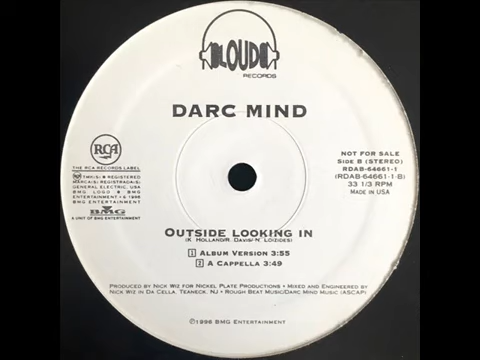 LOUD
RECORDS
DARC MIND
RCA
THE RCA RECORDS LABEL
TMK(S) ® REGISTERED
MARCA(S) REGISTRADA(S)
GENERAL ELECTRIC, USA
BMG LOGO ® BMG
ENTERTAINMENT • © 1996
BMG ENTERTAINMENT
BMG
A UNIT OF BMG ENTERTAINMENT
NOT FOR SALE
SIDE B (STEREO)
RDAB-64661-1
(RDAB-64661-1-B)
33 1/3 RPM
MADE IN USA
OUTSIDE LOOKING IN
(K. HOLLAND/R. DAVIS/ N. LOIZIDES)
1 ALBUM VERSION 3:55
2 A CAPPELLA 3:49
PRODUCED BY NICK WIZ FOR NICKEL PLATE PRODUCTIONS • MIXED AND ENGINEERED BY
NICK WIZ IN DA CELLA, TEANECK, NJ • ROUGH BEAT MUSIC/DARC MIND MUSIC (ASCAP)
℗1996 BMG ENTERTAINMENT